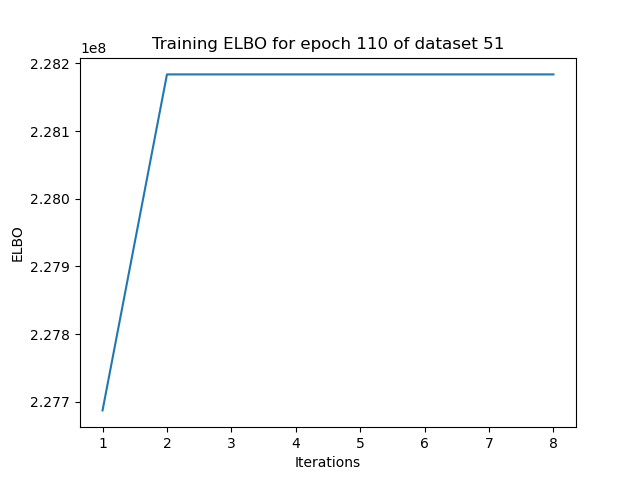 Training ELBO for epoch 110 of dataset 51
1e8
2.282
2.281
2.280
2.279
2.278
2.277
ELBO
1 2 3 4 5 6 7 8
Iterations